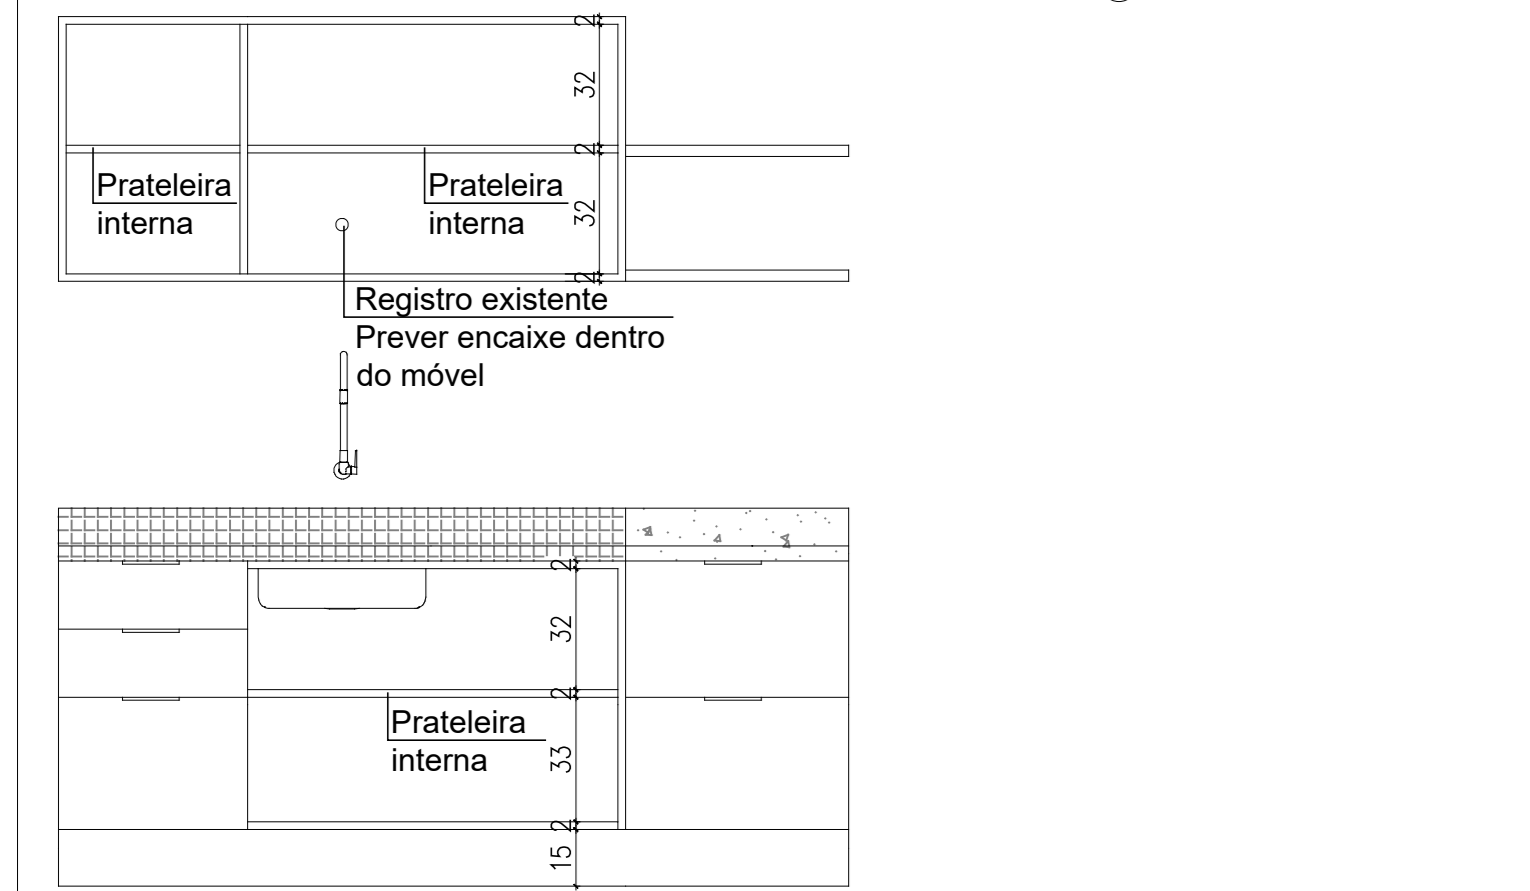 2
32
2
Prateleira
interna
Prateleira
interna
32
2
Registro existente
Prever encaixe dentro
do móvel
2
32
2
Prateleira
interna
33
2
15